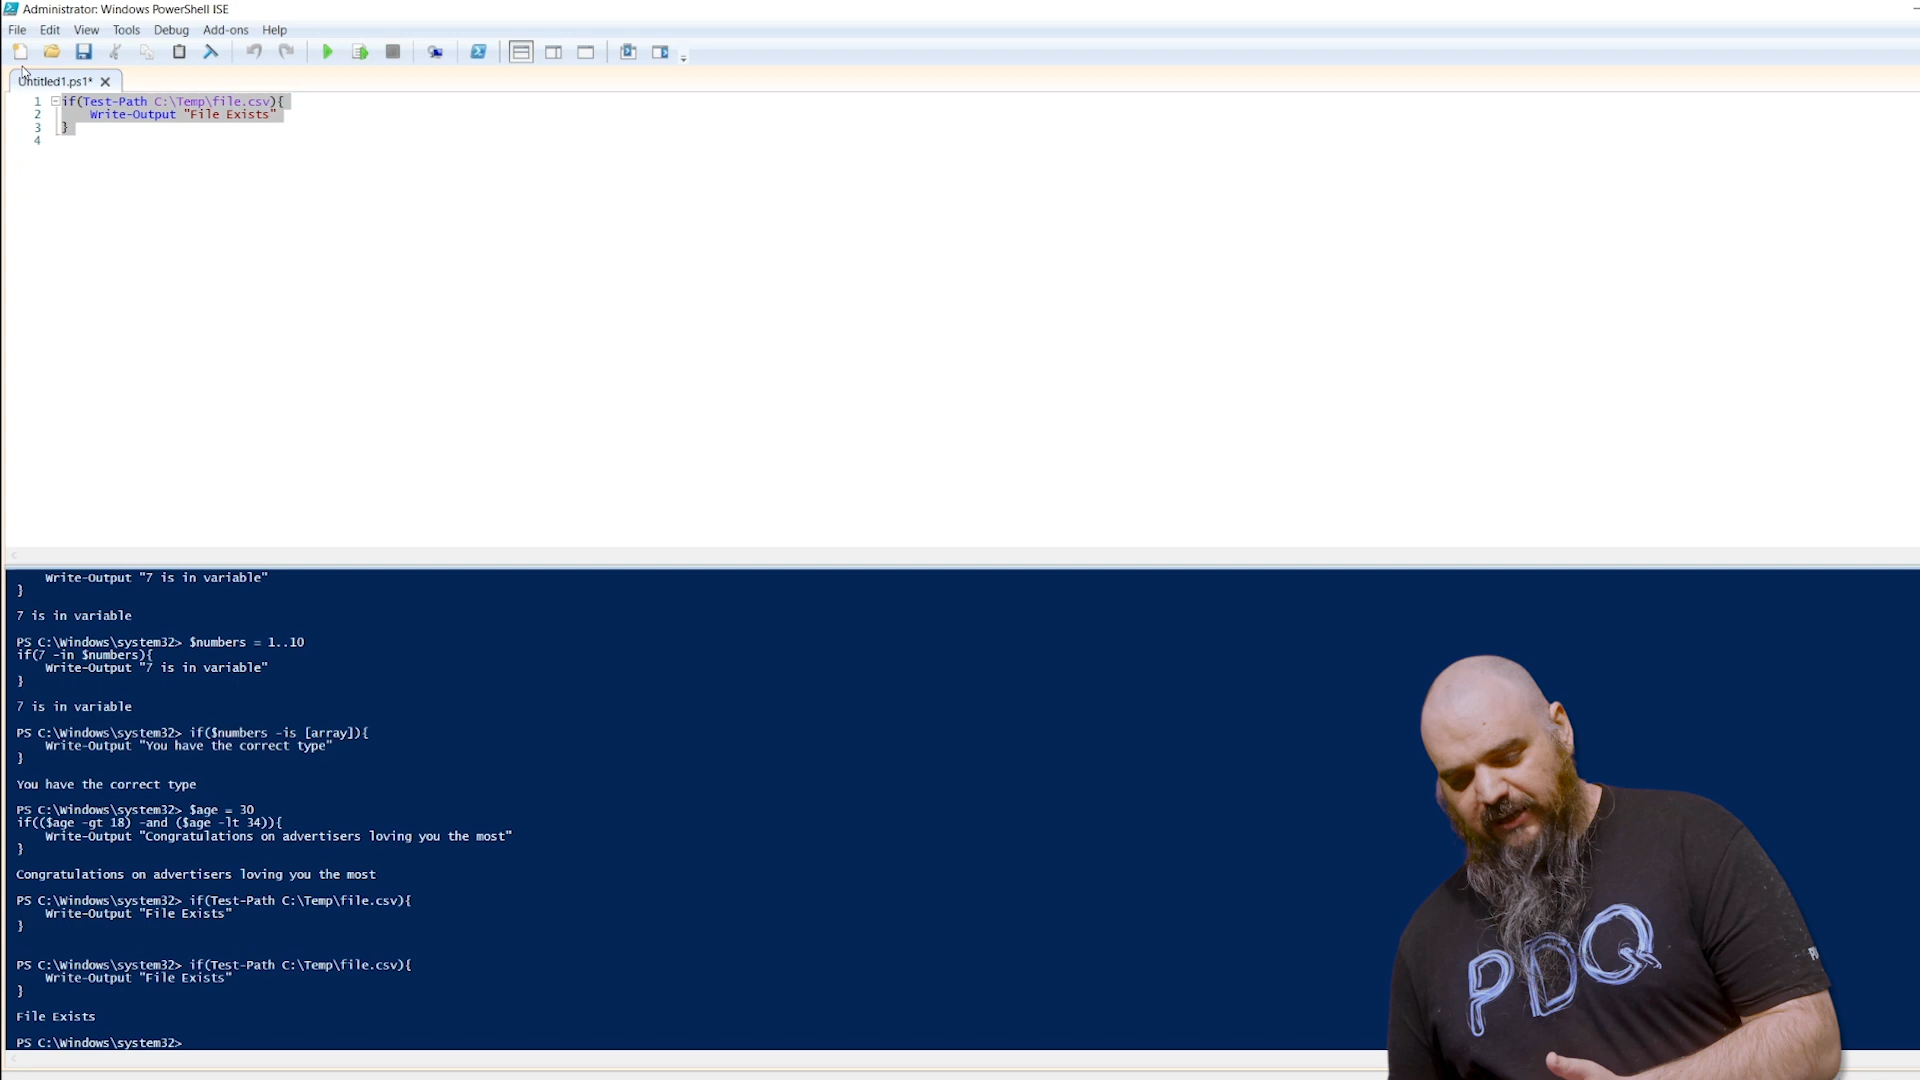 Administrator: Windows PowerShell ISE
File Edit View Tools Debug Add-ons Help
Untitled1.ps1*
1 if(Test-Path C:\Temp\file.csv){
2 Write-Output "File Exists"
3 }
4
Write-Output "7 is in variable"
}
7 is in variable
PS C:\Windows\system32> $numbers = 1..10
if(7 -in $numbers){
Write-Output "7 is in variable"
}
7 is in variable
PS C:\Windows\system32> if($numbers -is [array]){
Write-Output "You have the correct type"
}
You have the correct type
PS C:\Windows\system32> $age = 30
if(($age -gt 18) -and ($age -lt 34)){
Write-Output "Congratulations on advertisers loving you the most"
}
Congratulations on advertisers loving you the most
PS C:\Windows\system32> if(Test-Path C:\Temp\file.csv){
Write-Output "File Exists"
}
PS C:\Windows\system32> if(Test-Path C:\Temp\file.csv){
Write-Output "File Exists"
}
File Exists
PS C:\Windows\system32>
PDQ